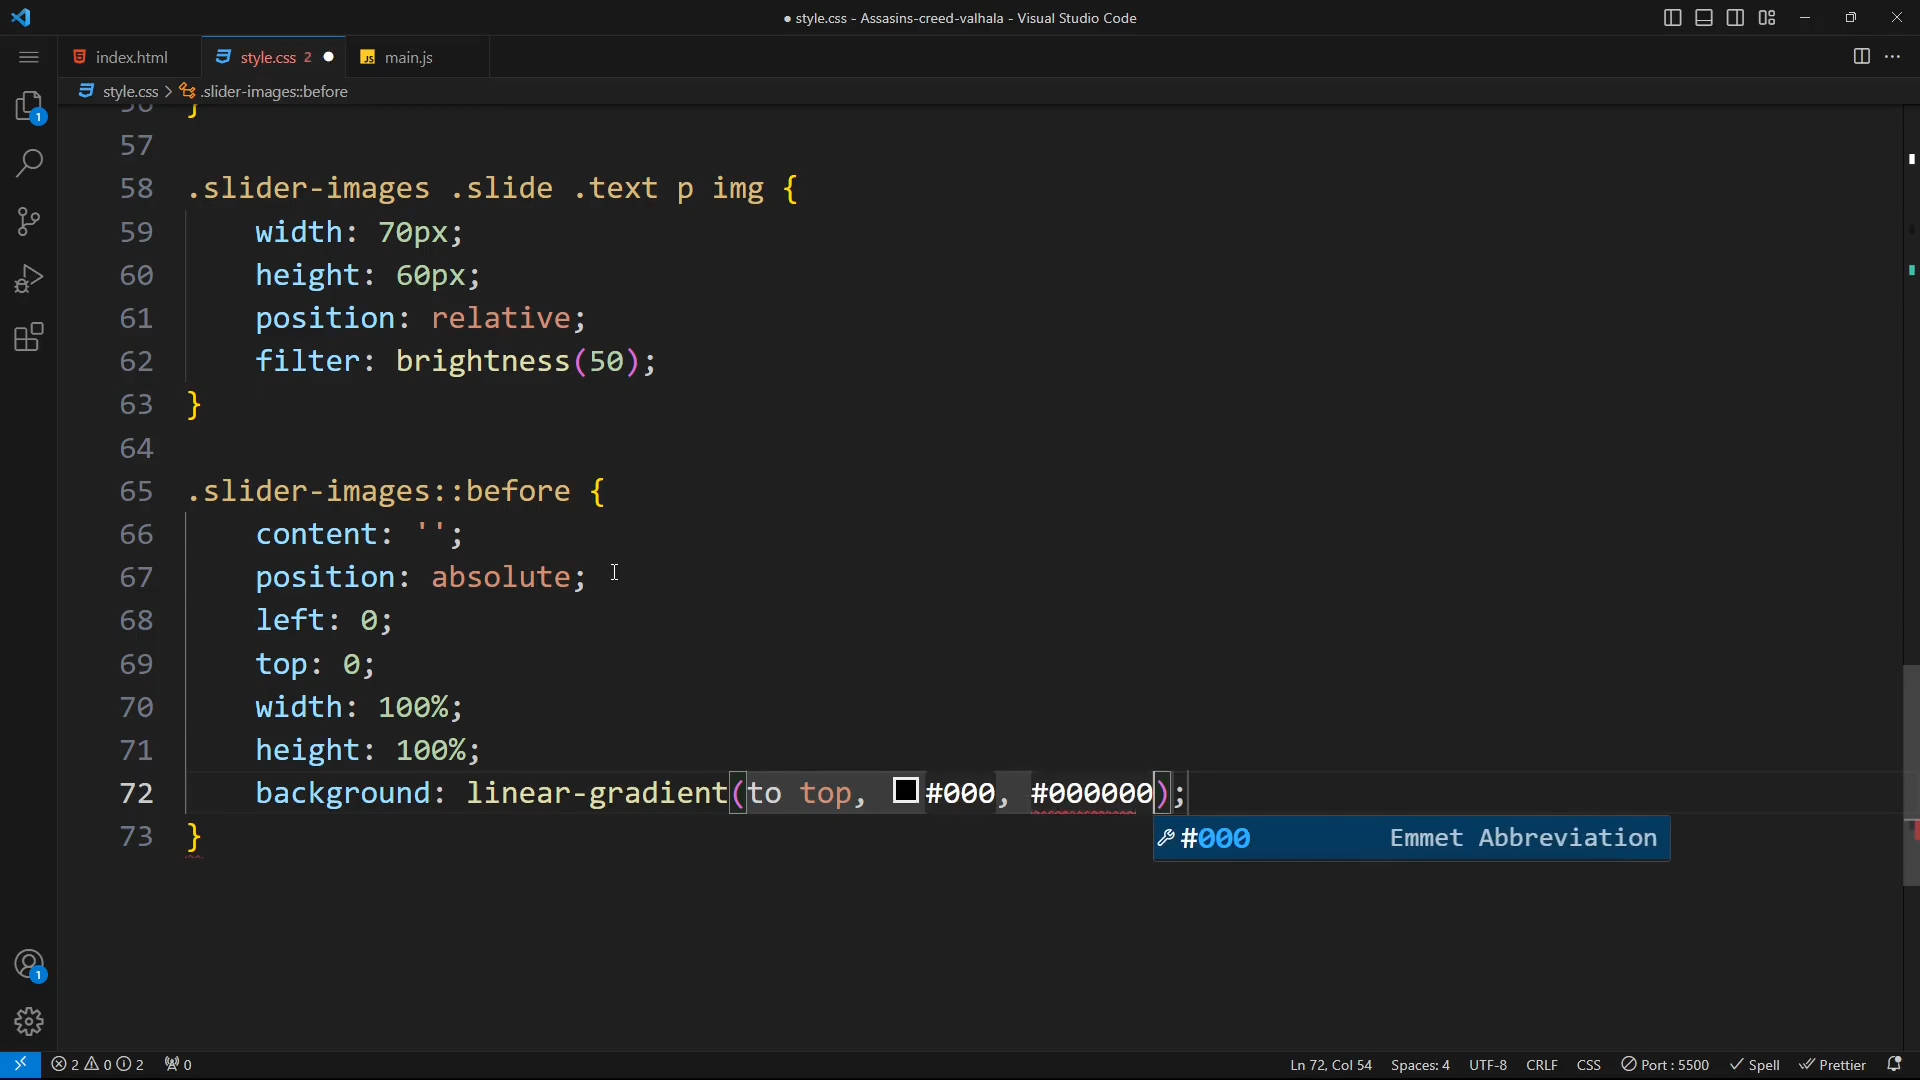 ● style.css - Assasins-creed-valhala - Visual Studio Code
index.html style.css 2 ● JS main.js
style.css > .slider-images::before
56 }
57
58 .slider-images .slide .text p img {
59 width: 70px;
60 height: 60px;
61 position: relative;
62 filter: brightness(50);
63 }
64
65 .slider-images::before {
66 content: '';
67 position: absolute;
68 left: 0;
69 top: 0;
70 width: 100%;
71 height: 100%;
72 background: linear-gradient(to top, #000, #000000);
#000 Emmet Abbreviation
73 }
1
1
2 0 2 0 Ln 72, Col 54 Spaces: 4 UTF-8 CRLF CSS Port : 5500 Spell Prettier